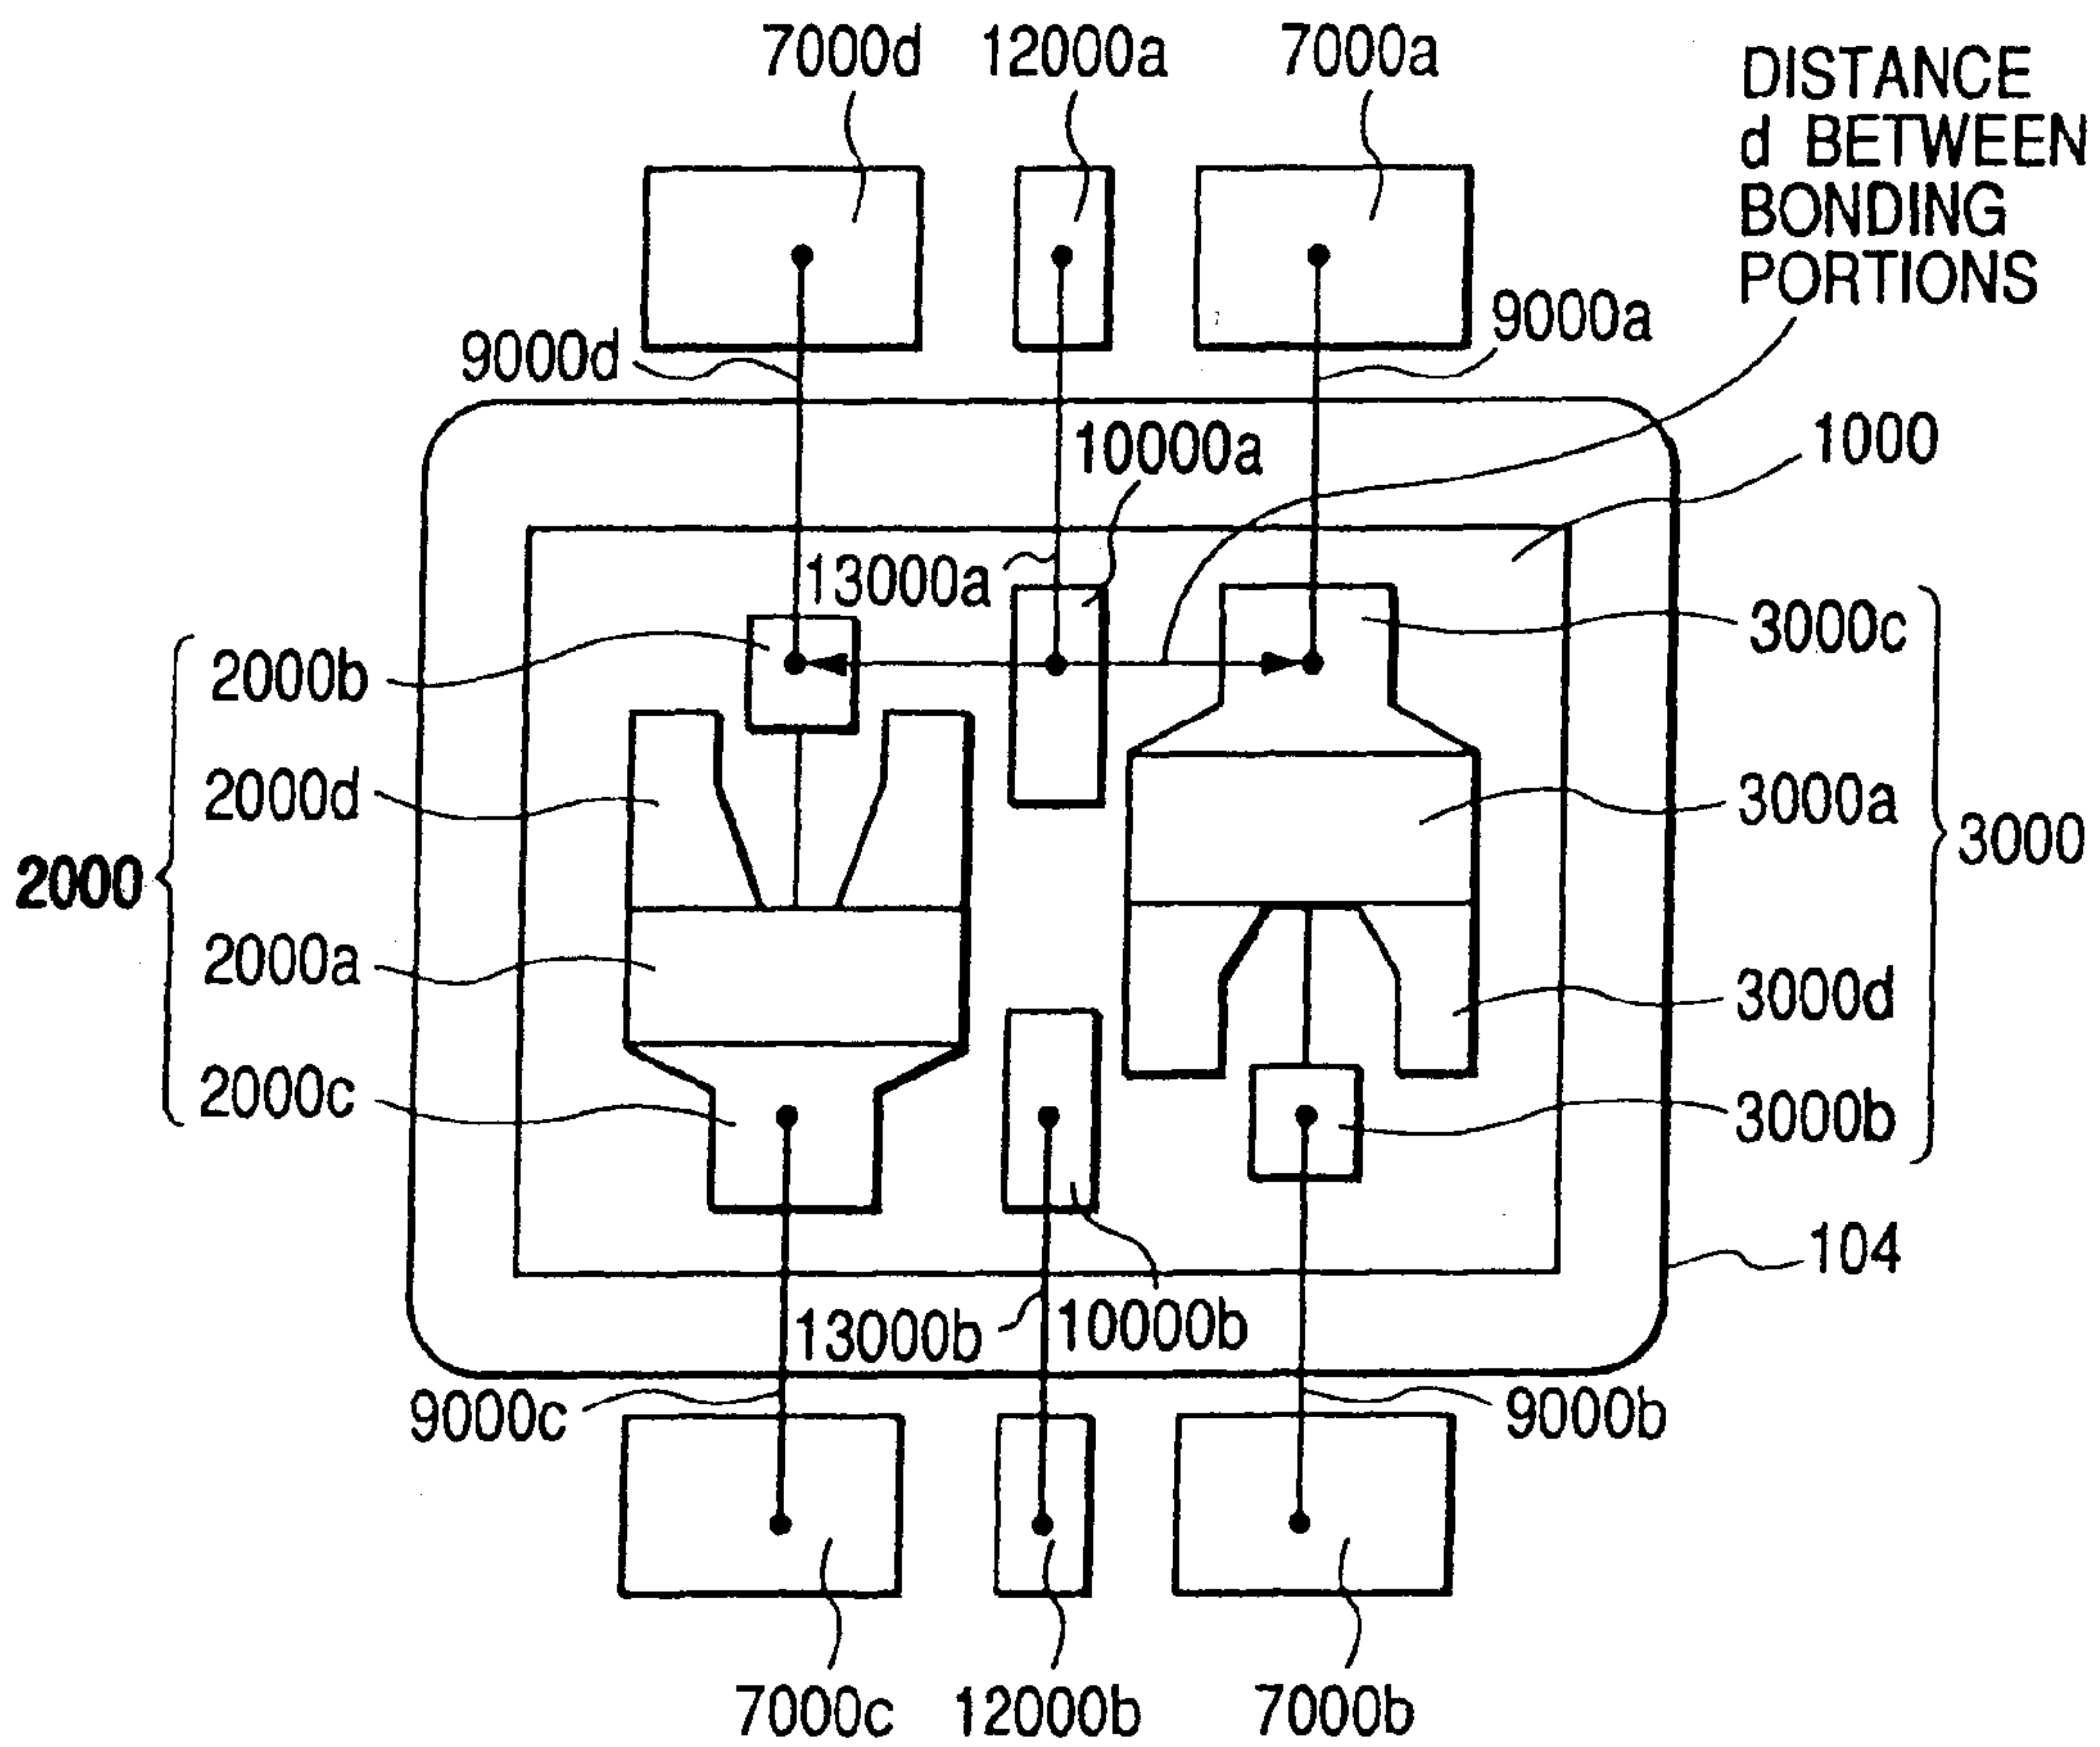 7000d 12000a 7000a
DISTANCE
d BETWEEN
BONDING
PORTIONS
9000d
9000a
10000a
1000
13000a
2000b
3000c
2000d
3000a
2000
3000
2000a
3000d
2000c
3000b
104
13000b
10000b
9000c
9000b
7000c 12000b 7000b